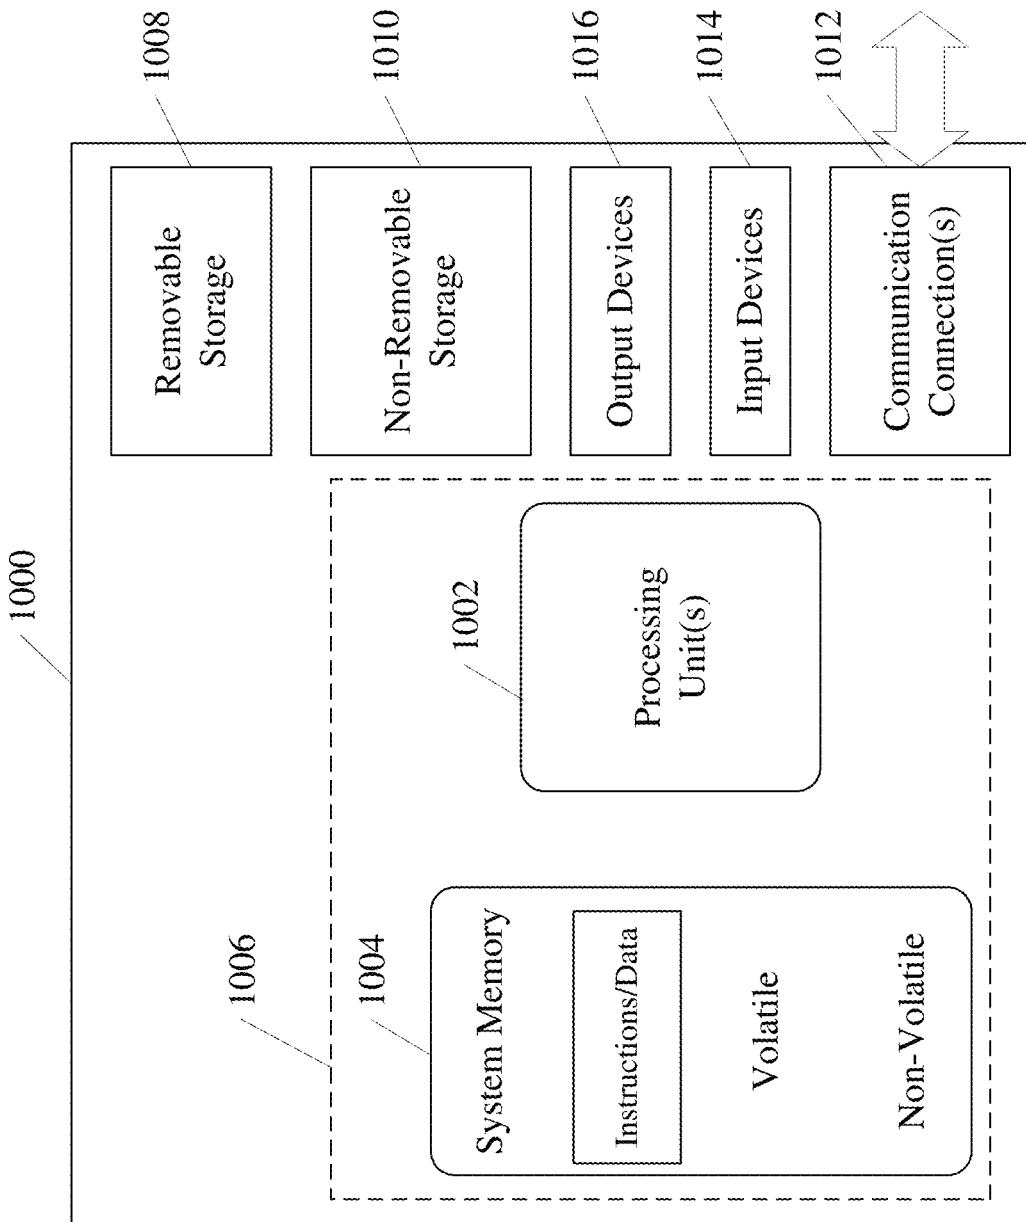 1000
1006
1004
System Memory
Instructions/Data
Volatile
Non-Volatile
1002
Processing
Unit(s)
Removable
Storage
1008
Non-Removable
Storage
1010
Output Devices
1016
Input Devices
1014
Communication
Connection(s)
1012